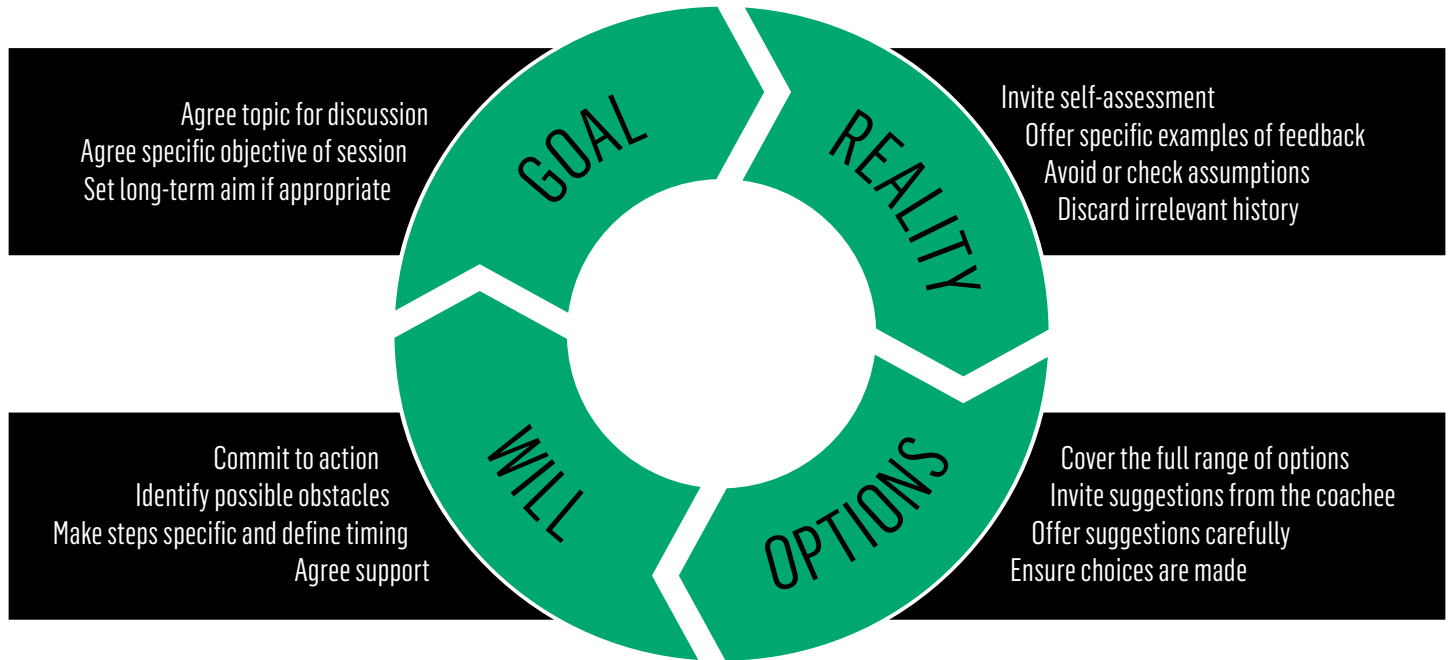 GOAL
Agree topic for discussion
Agree specific objective of session
Set long-term aim if appropriate
REALITY
Invite self-assessment
Offer specific examples of feedback
Avoid or check assumptions
Discard irrelevant history
OPTIONS
Cover the full range of options
Invite suggestions from the coachee
Offer suggestions carefully
Ensure choices are made
WILL
Commit to action
Identify possible obstacles
Make steps specific and define timing
Agree support